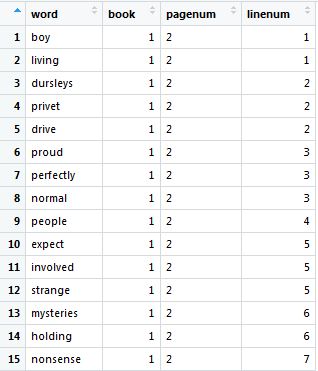 word book pagenum linenum
1 boy 1 2 1
2 living 1 2 1
3 dursleys 1 2 2
4 privet 1 2 2
5 drive 1 2 2
6 proud 1 2 3
7 perfectly 1 2 3
8 normal 1 2 3
9 people 1 2 4
10 expect 1 2 5
11 involved 1 2 5
12 strange 1 2 5
13 mysteries 1 2 6
14 holding 1 2 6
15 nonsense 1 2 7